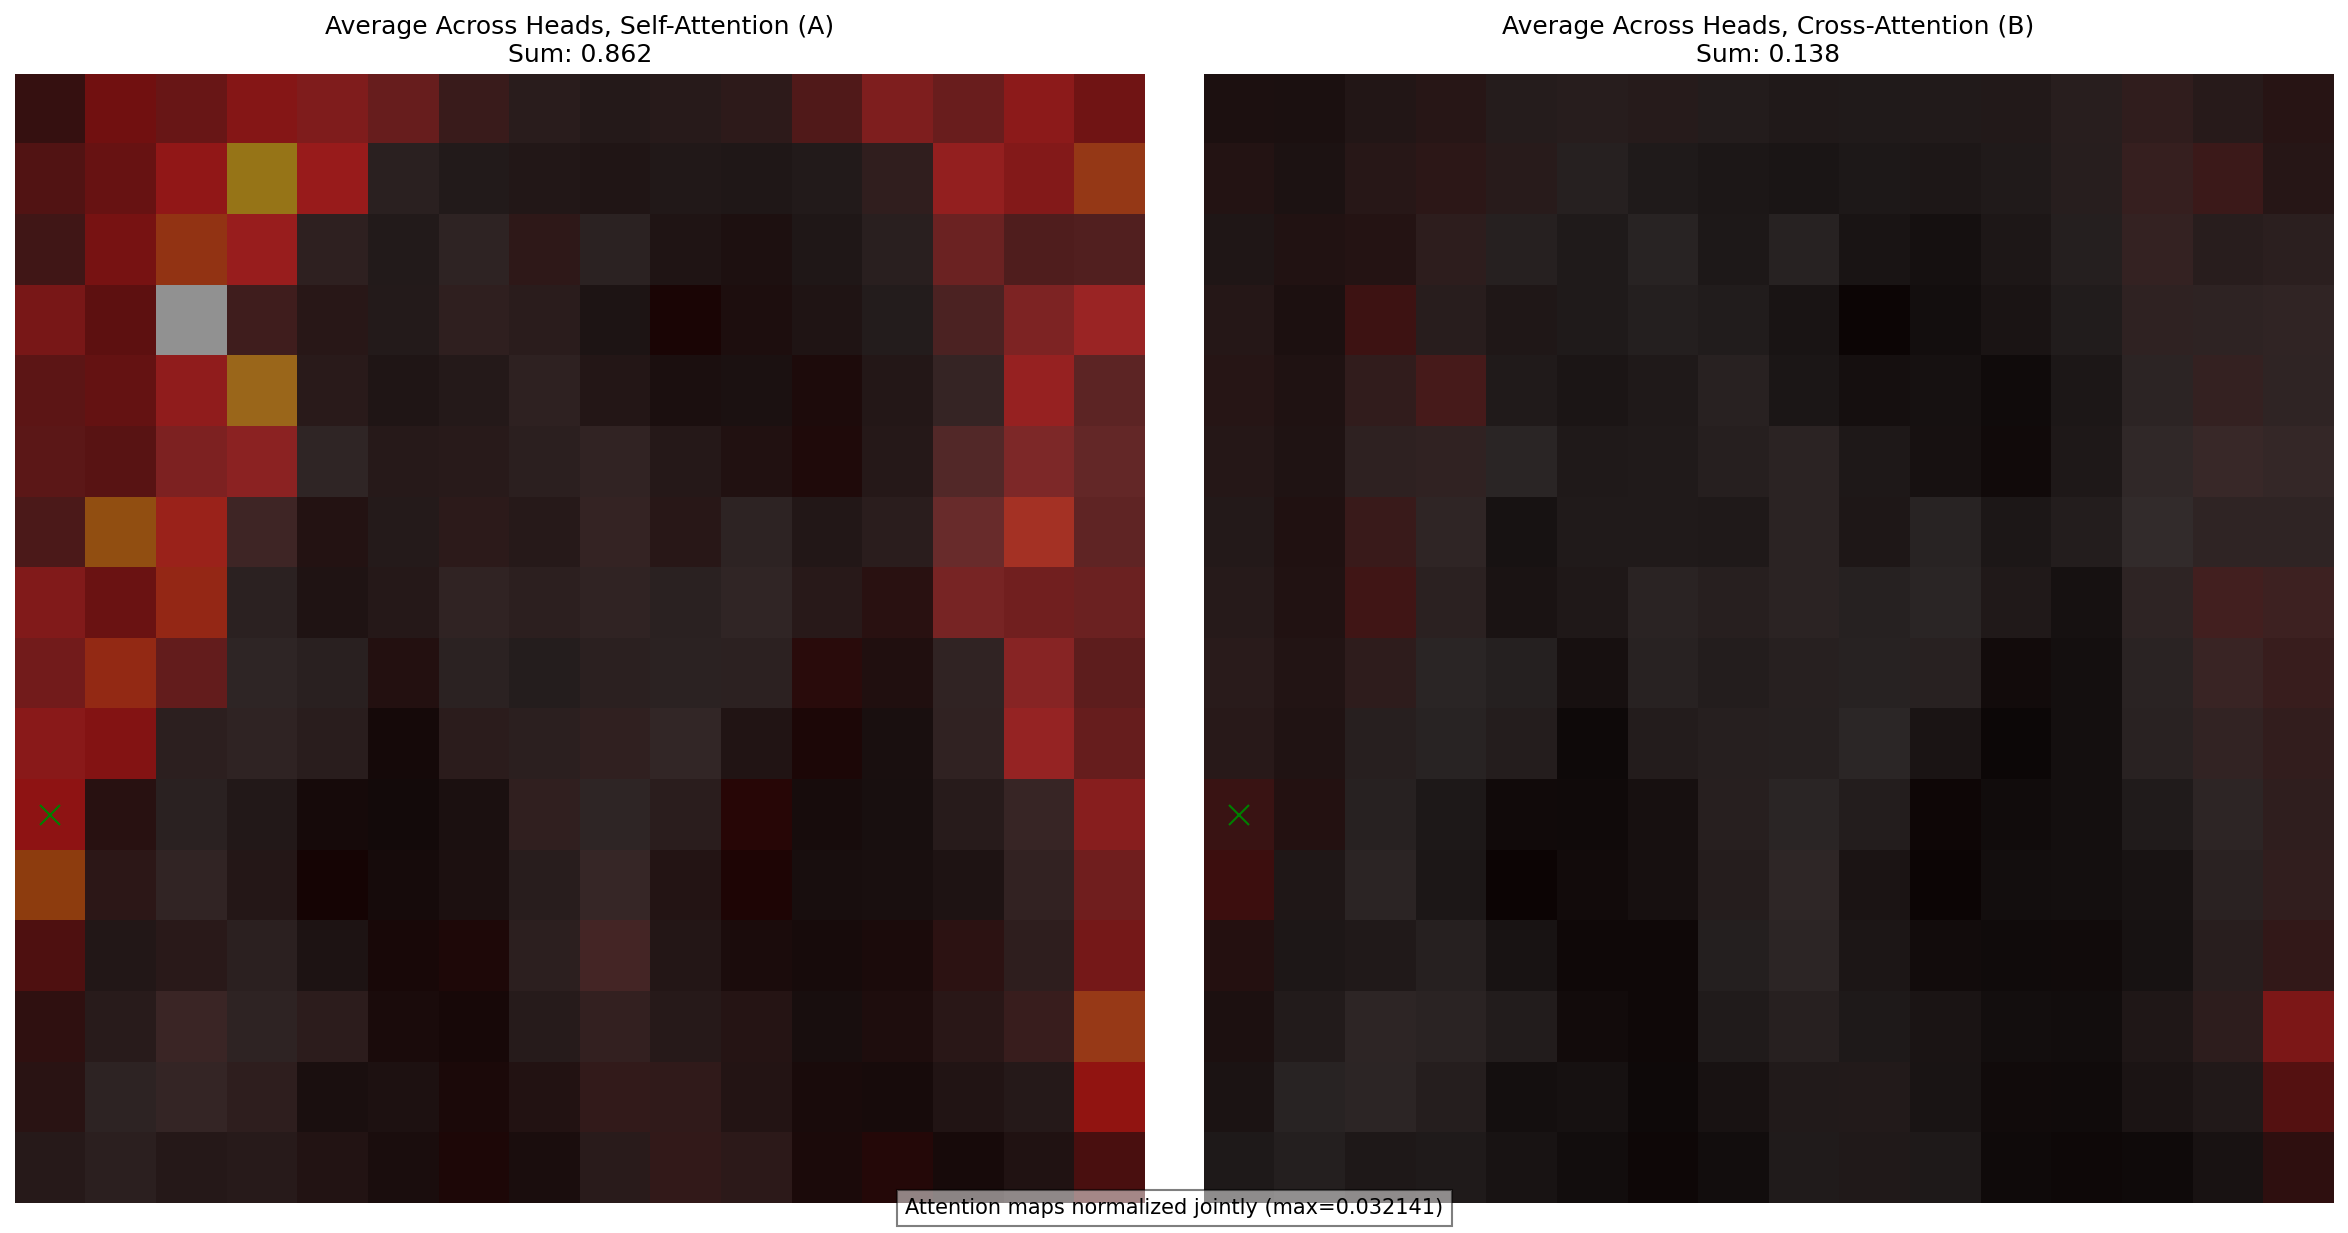 Average Across Heads, Self-Attention (A)
Sum: 0.862
Average Across Heads, Cross-Attention (B)
Sum: 0.138
Attention maps normalized jointly (max=0.032141)